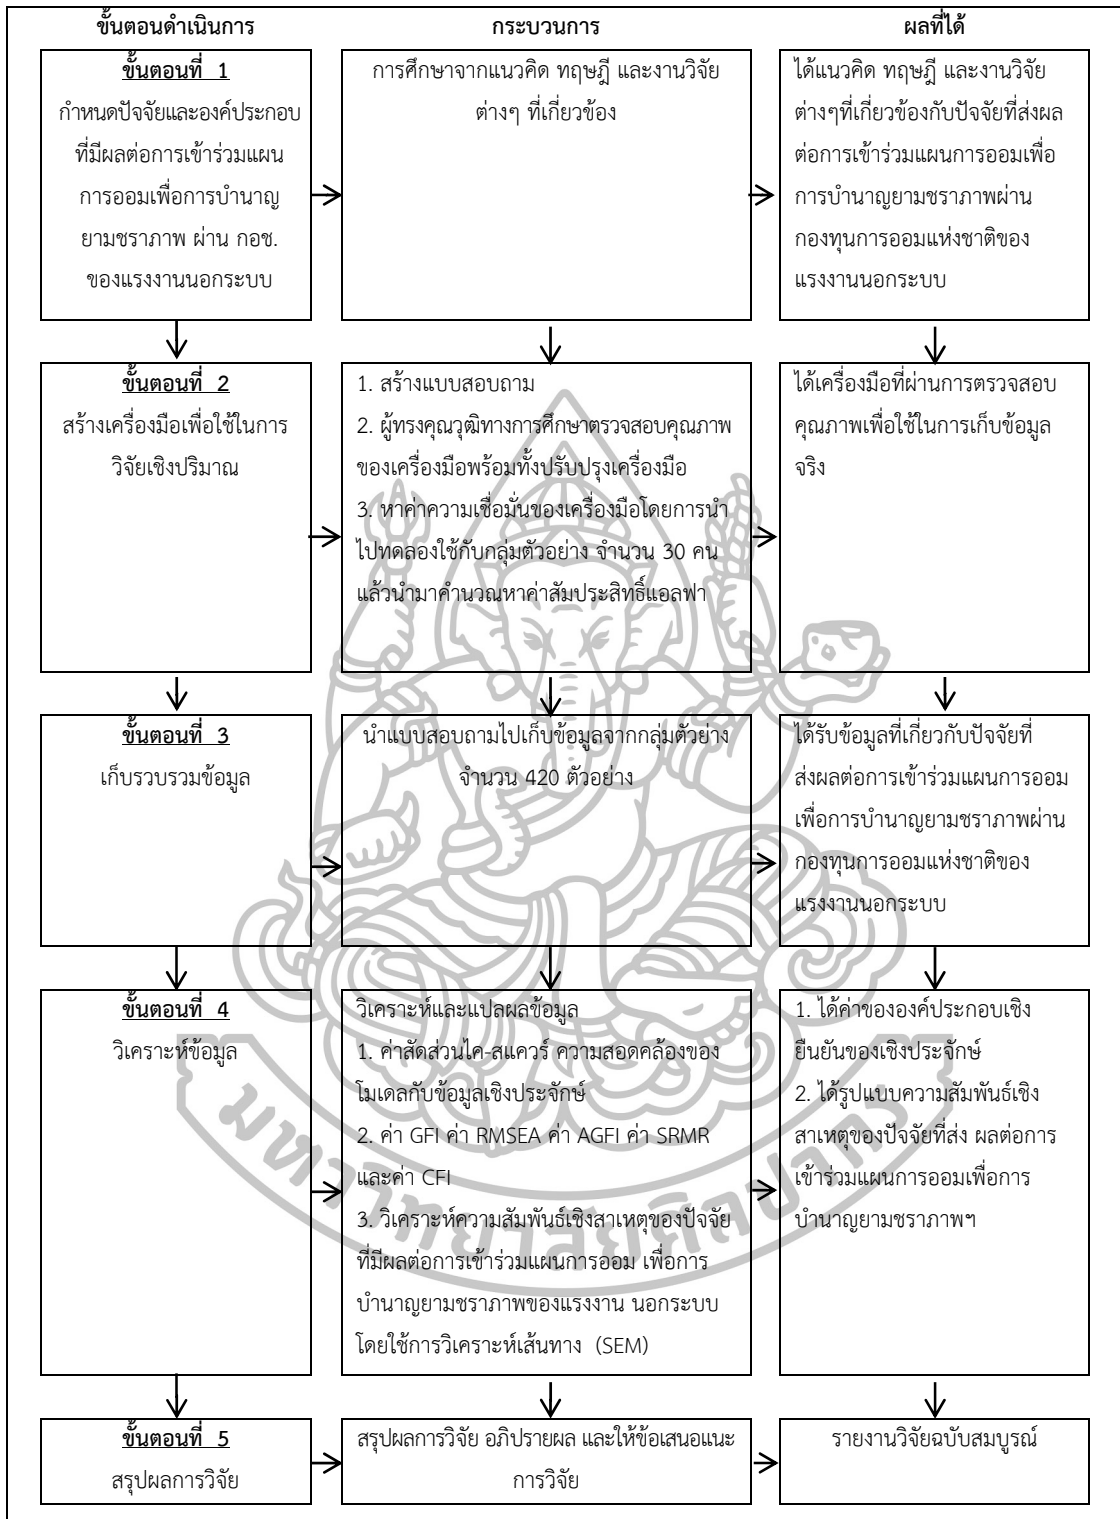 ขั้นตอนดำเนินการ
กระบวนการ
ผลที่ได้
ขั้นตอนที่ 1
กำหนดปัจจัยและองค์ประกอบ
ที่มีผลต่อการเข้าร่วมแผน
การออมเพื่อการบำนาญ
ยามชราภาพ ผ่าน กอช.
ของแรงงานนอกระบบ
การศึกษาจากแนวคิด ทฤษฎี และงานวิจัย
ต่างๆ ที่เกี่ยวข้อง
ได้แนวคิด ทฤษฎี และงานวิจัย
ต่างๆที่เกี่ยวข้องกับปัจจัยที่ส่งผล
ต่อการเข้าร่วมแผนการออมเพื่อ
การบำนาญยามชราภาพผ่าน
กองทุนการออมแห่งชาติของ
แรงงานนอกระบบ
ขั้นตอนที่ 2
สร้างเครื่องมือเพื่อใช้ในการ
วิจัยเชิงปริมาณ
1. สร้างแบบสอบถาม
2. ผู้ทรงคุณวุฒิทางการศึกษาตรวจสอบคุณภาพ
ของเครื่องมือพร้อมทั้งปรับปรุงเครื่องมือ
3. หาค่าความเชื่อมั่นของเครื่องมือโดยการนำ
ไปทดลองใช้กับกลุ่มตัวอย่าง จำนวน 30 คน
แล้วนำมาคำนวณหาค่าสัมประสิทธิ์แอลฟา
ได้เครื่องมือที่ผ่านการตรวจสอบ
คุณภาพเพื่อใช้ในการเก็บข้อมูล
จริง
ขั้นตอนที่ 3
เก็บรวบรวมข้อมูล
นำแบบสอบถามไปเก็บข้อมูลจากกลุ่มตัวอย่าง
จำนวน 420 ตัวอย่าง
ได้รับข้อมูลที่เกี่ยวกับปัจจัยที่
ส่งผลต่อการเข้าร่วมแผนการออม
เพื่อการบำนาญยามชราภาพผ่าน
กองทุนการออมแห่งชาติของ
แรงงานนอกระบบ
ขั้นตอนที่ 4
วิเคราะห์ข้อมูล
วิเคราะห์และแปลผลข้อมูล
1. ค่าสัดส่วนไค-สแควร์ ความสอดคล้องของ
โมเดลกับข้อมูลเชิงประจักษ์
2. ค่า GFI ค่า RMSEA ค่า AGFI ค่า SRMR
และค่า CFI
3. วิเคราะห์ความสัมพันธ์เชิงสาเหตุของปัจจัย
ที่มีผลต่อการเข้าร่วมแผนการออม เพื่อการ
บำนาญยามชราภาพของแรงงาน นอกระบบ
โดยใช้การวิเคราะห์เส้นทาง (SEM)
1. ได้ค่าขององค์ประกอบเชิง
ยืนยันของเชิงประจักษ์
2. ได้รูปแบบความสัมพันธ์เชิง
สาเหตุของปัจจัยที่ส่ง ผลต่อการ
เข้าร่วมแผนการออมเพื่อการ
บำนาญยามชราภาพฯ
มหาวิทยาลัยศิลปากร
ขั้นตอนที่ 5
สรุปผลการวิจัย
สรุปผลการวิจัย อภิปรายผล และให้ข้อเสนอแนะ
การวิจัย
รายงานวิจัยฉบับสมบูรณ์